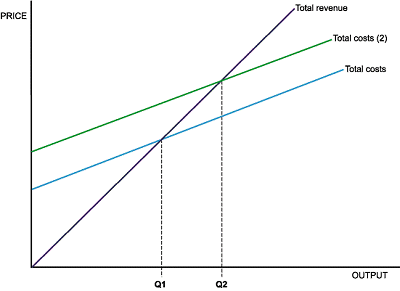 Total revenue
PRICE
Total costs (2)
Total costs
OUTPUT
Q1 Q2